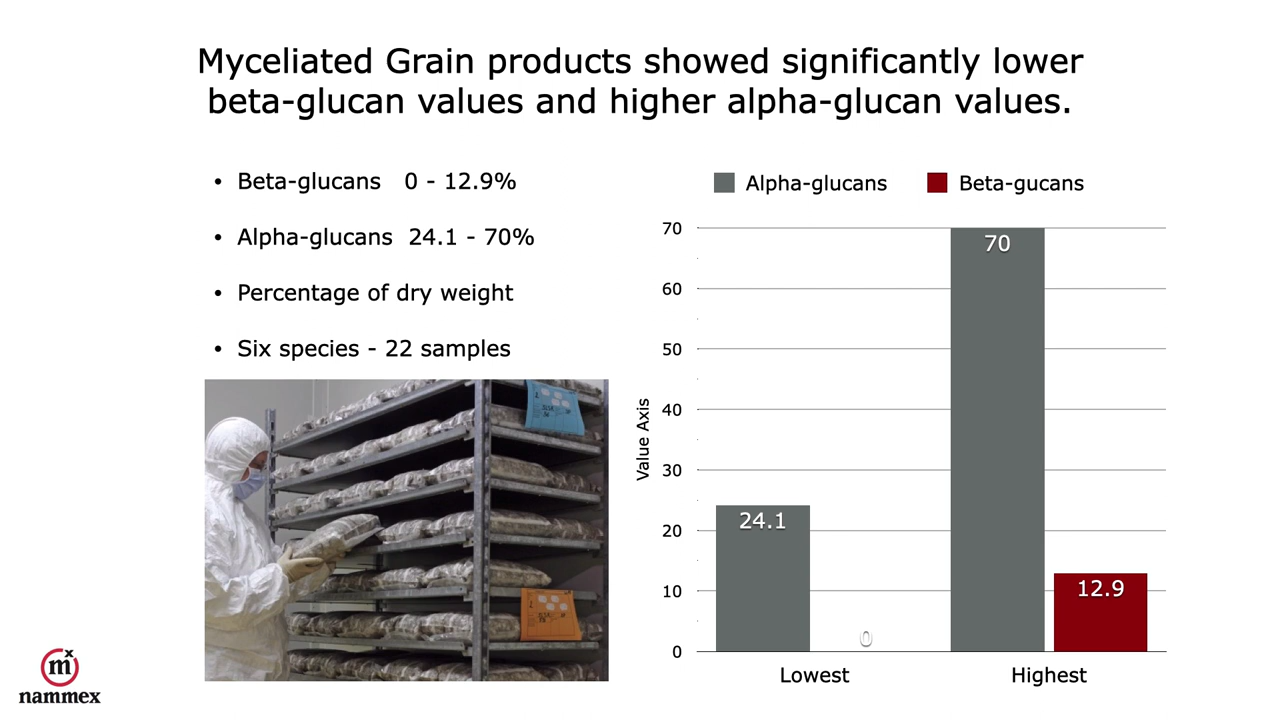 Myceliated Grain products showed significantly lower
beta-glucan values and higher alpha-glucan values.
• Beta-glucans 0 - 12.9%
• Alpha-glucans 24.1 - 70%
• Percentage of dry weight
• Six species - 22 samples
Alpha-glucans Beta-gucans
Value Axis
70
60
50
40
30
20
10
0
24.1
0
70
12.9
Lowest Highest
mx
nammex